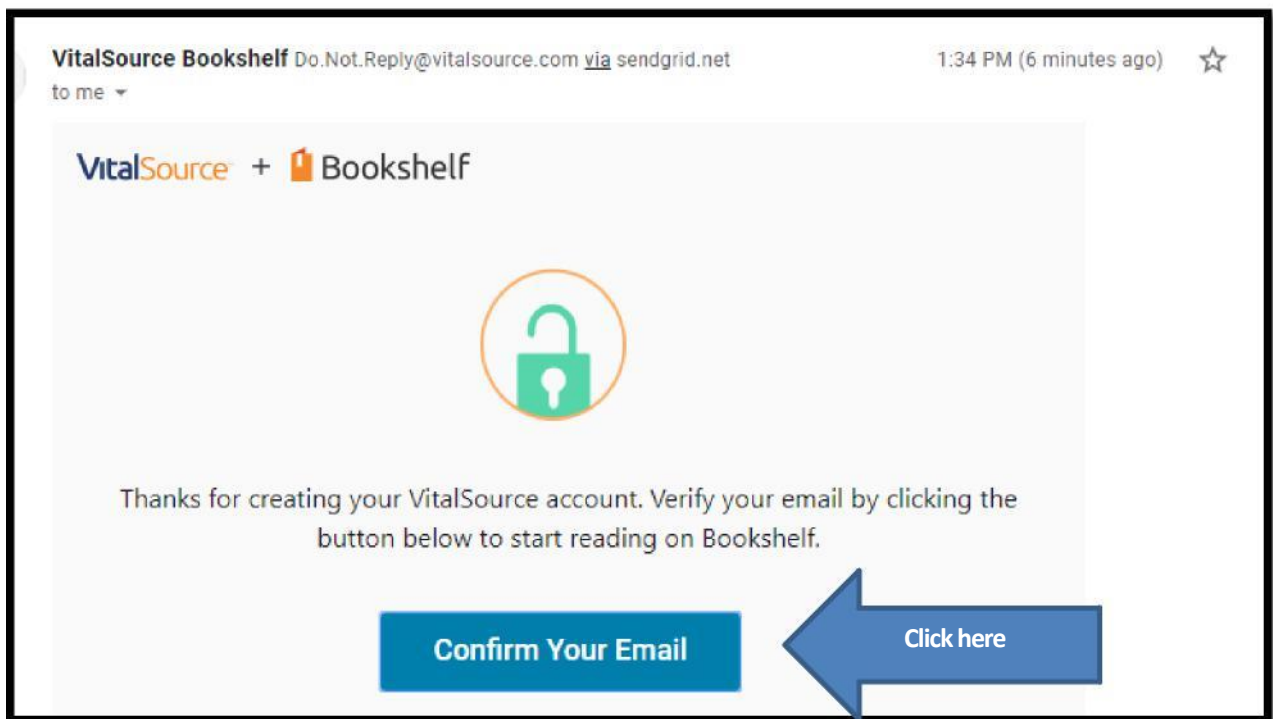 VitalSource Bookshelf Do.Not.Reply@vitalsource.com via sendgrid.net 1:34 PM (6 minutes ago)
to me
VitalSource + Bookshelf
Thanks for creating your VitalSource account. Verify your email by clicking the
button below to start reading on Bookshelf.
Confirm Your Email
Click here